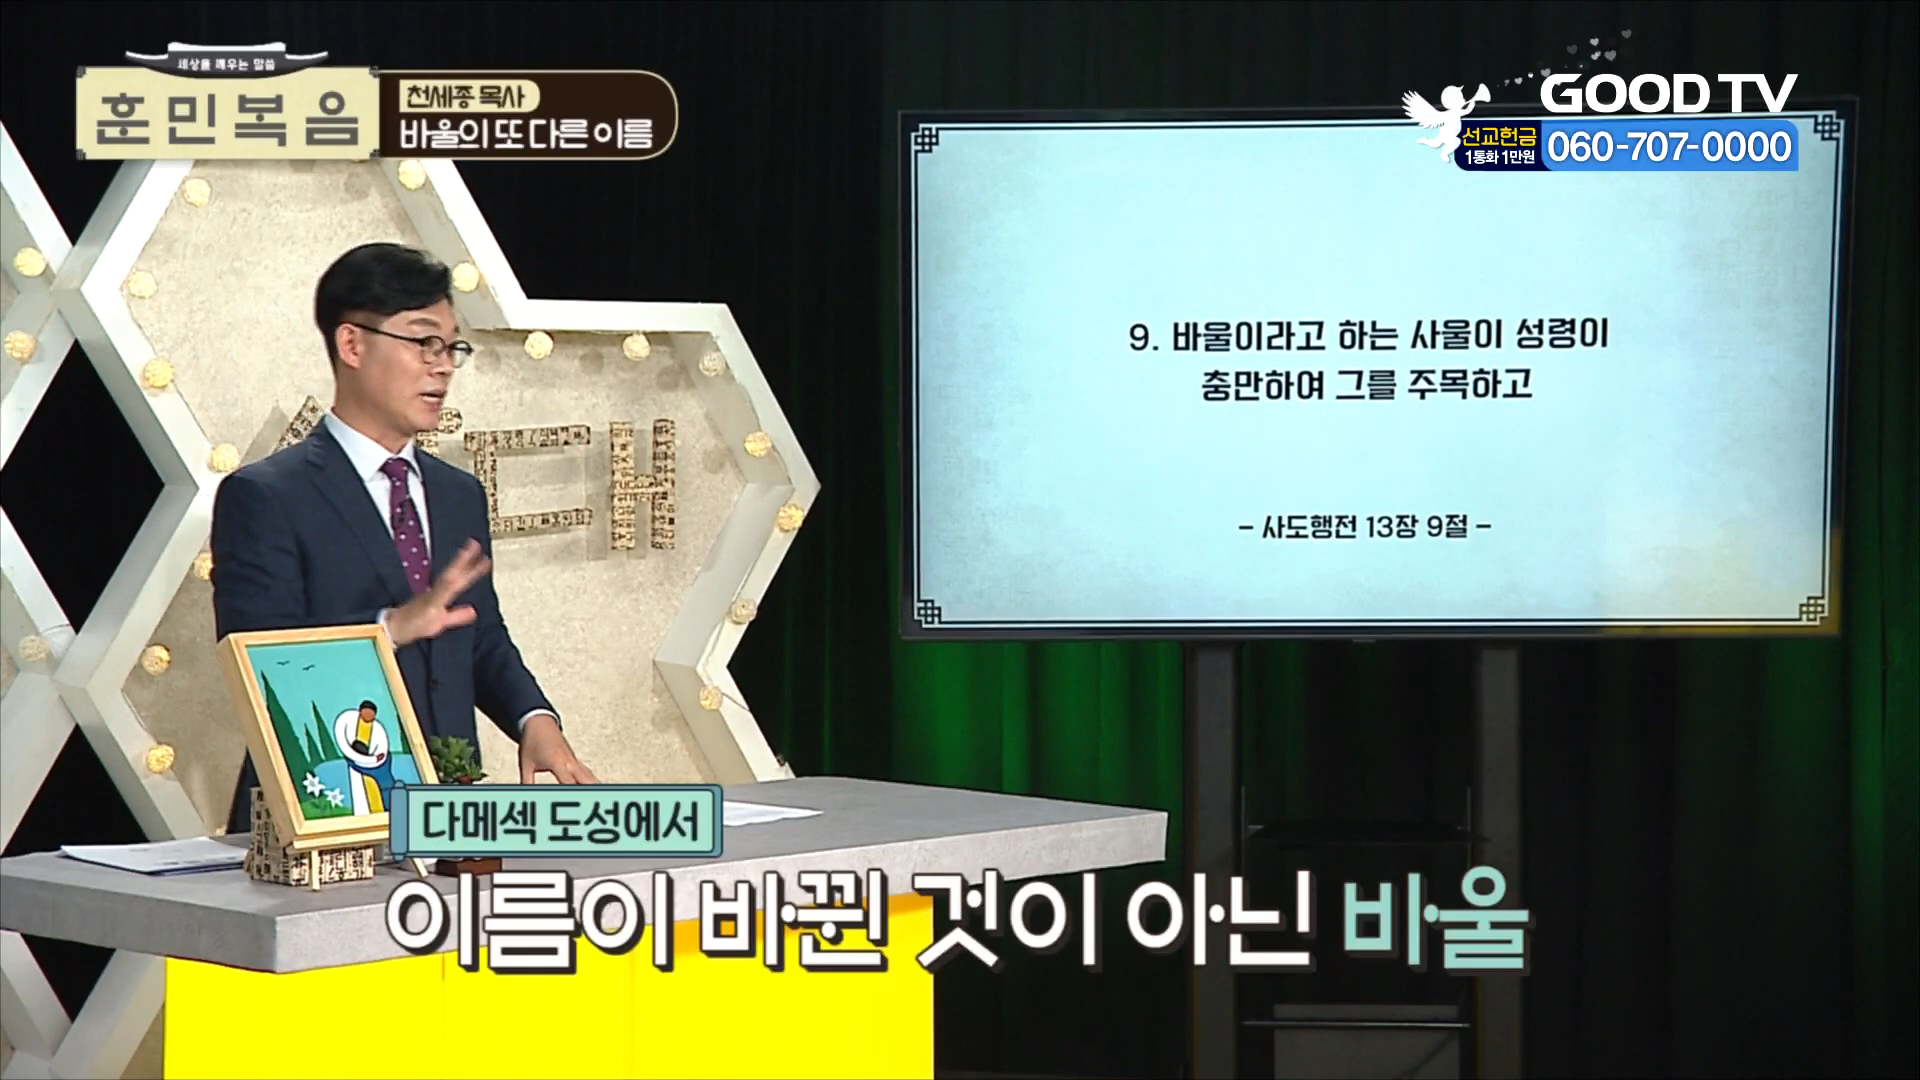 세상을 깨우는 말씀
훈민복음
천세종 목사
바울의 또 다른 이름
GOOD TV
선교헌금
1통화 1만원
060-707-0000
9. 바울이라고 하는 사울이 성령이
충만하여 그를 주목하고
- 사도행전 13장 9절 -
대
다메섹 도성에서
이름이 바뀐 것이 아닌 바울